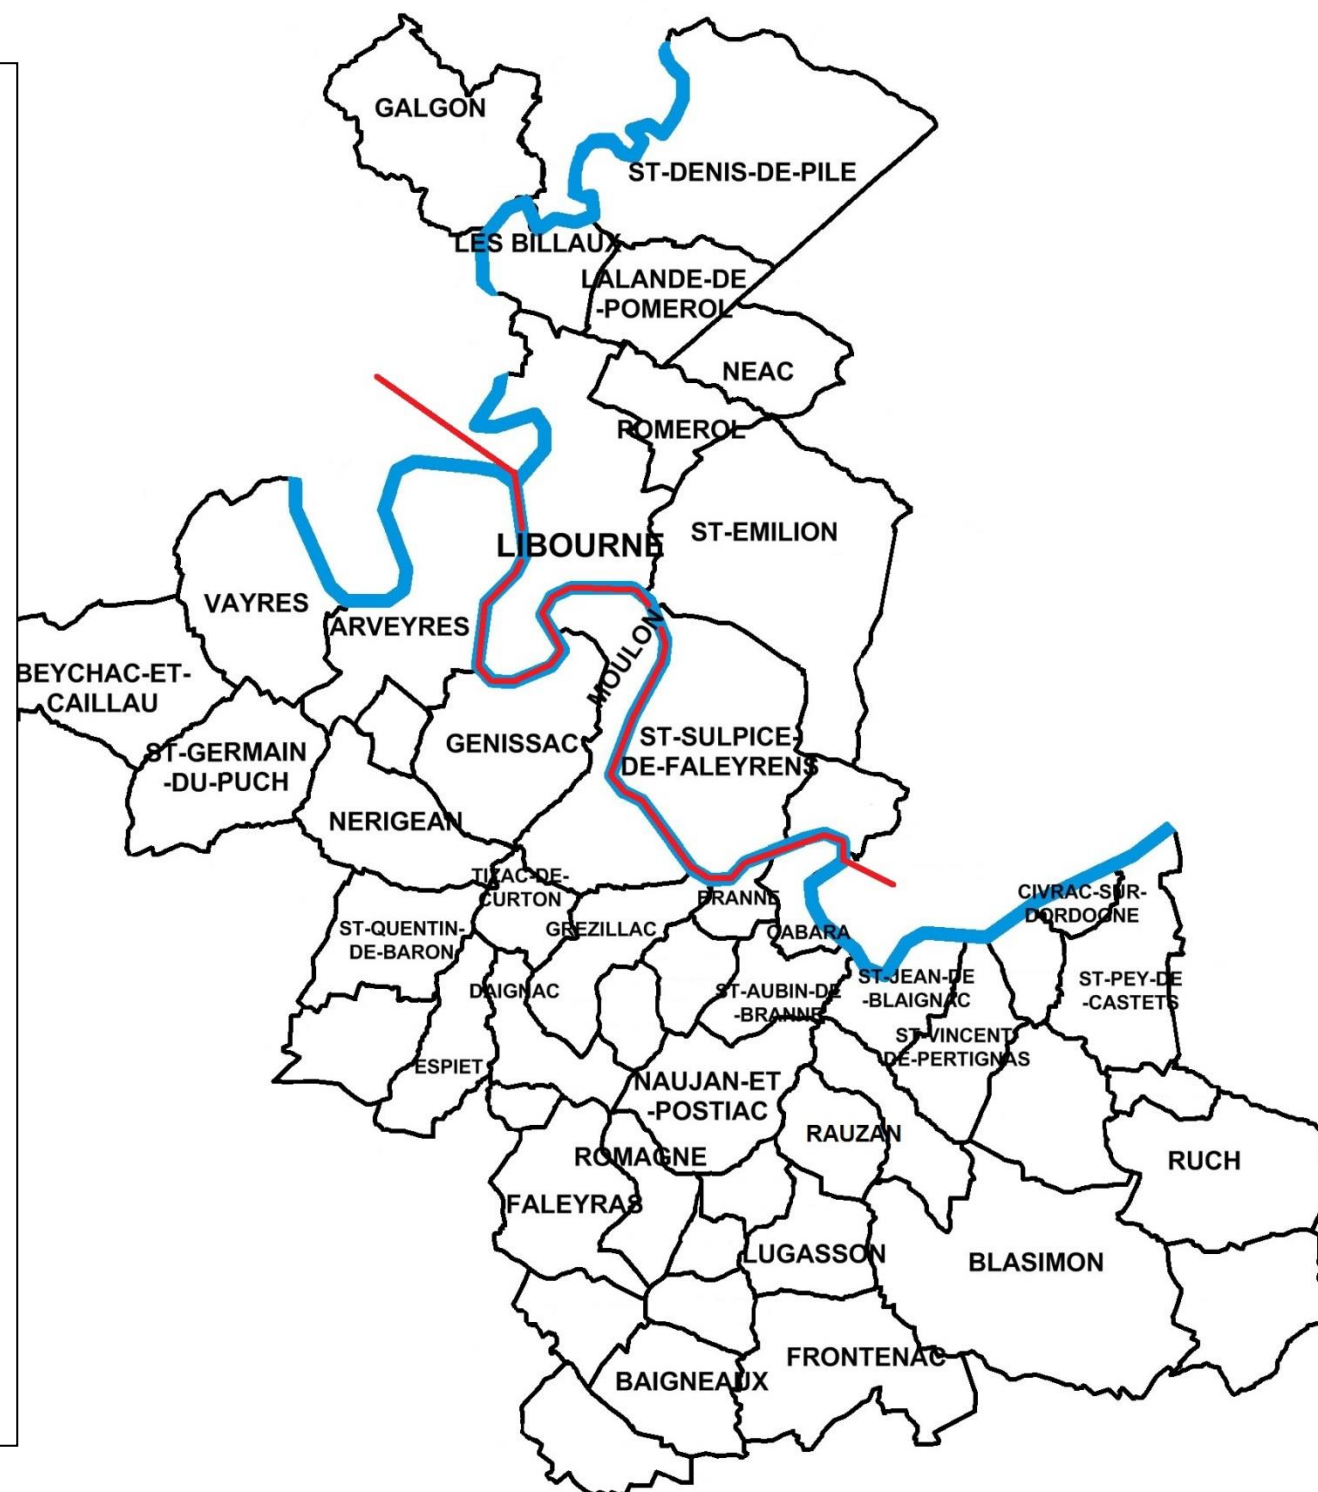 GALGON
ST-DENIS-DE-PILE
LES BILLAUX
LALANDE-DE
-POMEROL
NEAC
POMEROL
ST-EMILION
LIBOURNE
VAYRES
ARVEYRES
MOULON
BEYCHAC-ET-
CAILLAU
ST-GERMAIN
-DU-PUCH
GENISSAC
ST-SULPICE-
DE-FALEYRENS
NERIGEAN
TIZAC-DE-
CURTON
BRANNE
CIVRAC-SUR-
DORDOGNE
ST-QUENTIN-
DE-BARON
GREZILLAC
CABARA
DAIGNAC
ST-AUBIN-DE
-BRANNE
ST-JEAN-DE
-BLAIGNAC
ST-PEY-DE
-CASTETS
ST-VINCENT
DE-PERTIGNAS
ESPIET
NAUJAN-ET
-POSTIAC
RAUZAN
ROMAGNE
RUCH
FALEYRAS
LUGASSON
BLASIMON
FRONTENAC
BAIGNEAUX